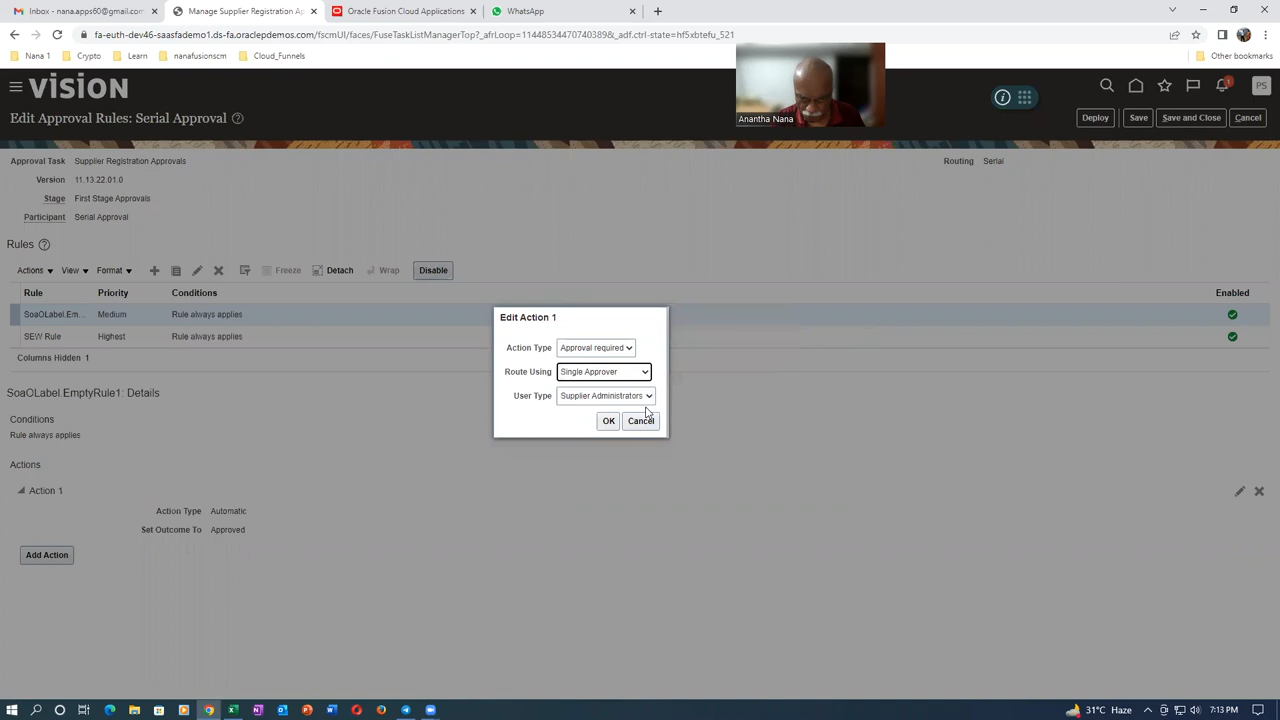 Inbox - nana.apps60@gmail.com
Manage Supplier Registration Ap
Oracle Fusion Cloud Applications
WhatsApp
fa-euth-dev46-saasfademo1.ds-fa.oraclepdemos.com/fscmUI/faces/FuseTaskListManagerTop?_afrLoop=11448534470740389&_adf.ctrl-state=hf5xbtefu_521
Nana 1
Crypto
Learn
nanafusionscm
Cloud_Funnels
Other bookmarks
VISION
1
PS
Anantha Nana
Edit Approval Rules: Serial Approval
Deploy
Save
Save and Close
Cancel
Approval Task Supplier Registration Approvals
Routing Serial
Version 11.13.22.01.0
Stage First Stage Approvals
Participant Serial Approval
Rules
Actions View Format Freeze Detach Wrap Disable
Rule Priority Conditions Enabled
SoaOLabel.Em... Medium Rule always applies
SEW Rule Highest Rule always applies
Columns Hidden 1
Edit Action 1
Action Type Approval required
Route Using Single Approver
User Type Supplier Administrators
OK Cancel
SoaOLabel.EmptyRule1: Details
Conditions
Rule always applies
Actions
Action 1
Action Type Automatic
Set Outcome To Approved
Add Action
31°C Haze
7:13 PM